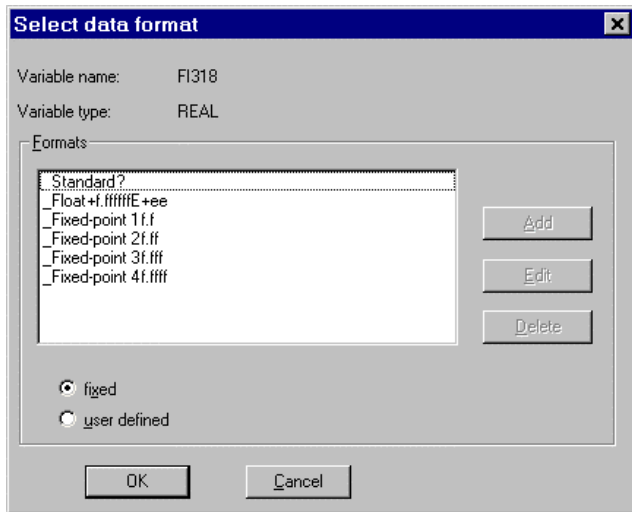 Select data format
Variable name: FI318
Variable type: REAL
Formats
_Standard?
_Float+f.ffffffE+ee
_Fixed-point 1f.f
_Fixed-point 2f.ff
_Fixed-point 3f.fff
_Fixed-point 4f.ffff
Add
Edit
Delete
fixed
user defined
OK Cancel